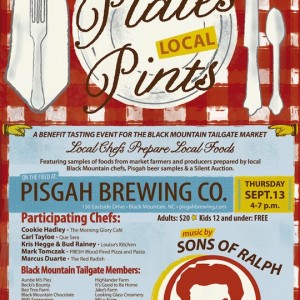 Plates
LOCAL
Pints
A BENEFIT TASTING EVENT FOR THE BLACK MOUNTAIN TAILGATE MARKET
Local Chefs Prepare Local Foods
Featuring samples of foods from market farmers and producers prepared by local
Black Mountain chefs, Pisgah beer samples & a Silent Auction.
ON THE FIELD AT:
PISGAH BREWING CO.
150 Eastside Drive • Black Mountain, NC • pisgahbrewing.com
THURSDAY
SEPT.13
4-7 pm
Participating Chefs:
Adults: $20 Kids 12 and under: FREE
Cookie Hadley • The Morning Glory Café
Carl Taylor • Que Sera
Kris Hegge & Bud Rainey • Louise's Kitchen
Mark Tomczak • FRESH Wood Fired Pizza and Pasta
Marcus Duarte • The Red Radish
music by
SONS OF RALPH
Black Mountain Tailgate Members:
Auntie M's Pies
Beck's Bounty
Bee Tree Farm
Black Mountain Chocolate
Highlander Farm
It's Good to Be Home
Jake's Farm
Looking Glass Creamery